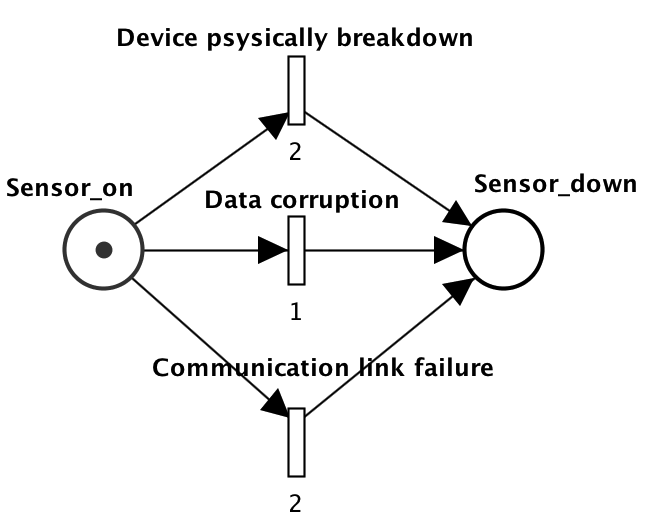 Device psysically breakdown
2
Sensor_on
Sensor_down
Data corruption
1
Communication link failure
2